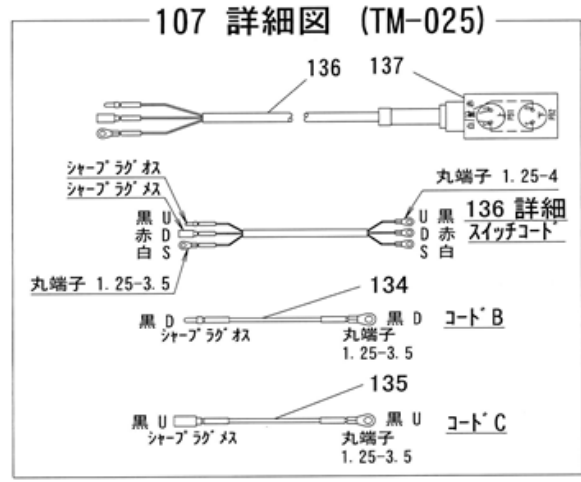 107 詳細図 (TM-025)
136
137
PB1
PB2
シャープラグオス
シャープラグメス
丸端子 1.25-4
黒 U
赤 D
白 S
U 黒
D 赤
S 白
136 詳細
スイッチコード
丸端子 1.25-3.5
134
黒 D
シャープラグオス
丸端子
1.25-3.5
黒 D
コードB
135
黒 U
シャープラグメス
丸端子
1.25-3.5
黒 U
コードC